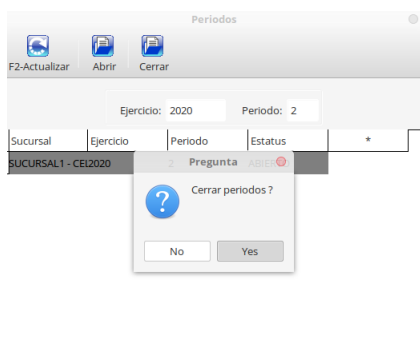 Periodos
F2-Actualizar Abrir Cerrar
Ejercicio: 2020 Periodo: 2
Sucursal Ejercicio Periodo Estatus *
SUCURSAL1 - CEI2020 2
Pregunta
Cerrar periodos ?
No Yes